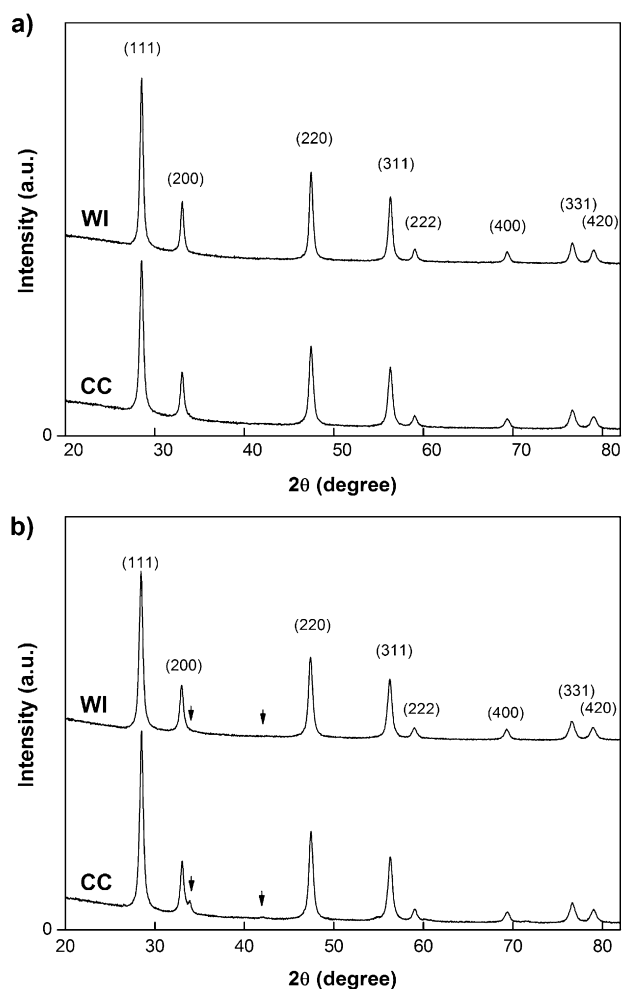 a)
(111)
(220)
(311)
(200)
(331)
WI
(222)
(400)
(420)
Intensity (a.u.)
CC
0
20 30 40 50 60 70 80
2θ (degree)
b)
(111)
(220)
(311)
(200)
(331)
WI
(222)
(400)
(420)
Intensity (a.u.)
CC
0
20 30 40 50 60 70 80
2θ (degree)